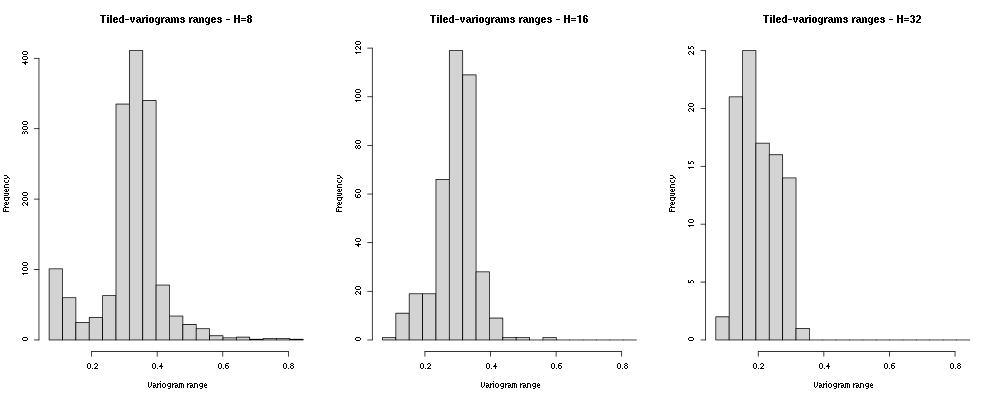 Tiled-variograms ranges - H=8
Frequency
400
300
200
100
0
0.2 0.4 0.6 0.8
Variogram range
Tiled-variograms ranges - H=16
Frequency
120
100
80
60
40
20
0
0.2 0.4 0.6 0.8
Variogram range
Tiled-variograms ranges - H=32
Frequency
25
20
15
10
5
0
0.2 0.4 0.6 0.8
Variogram range